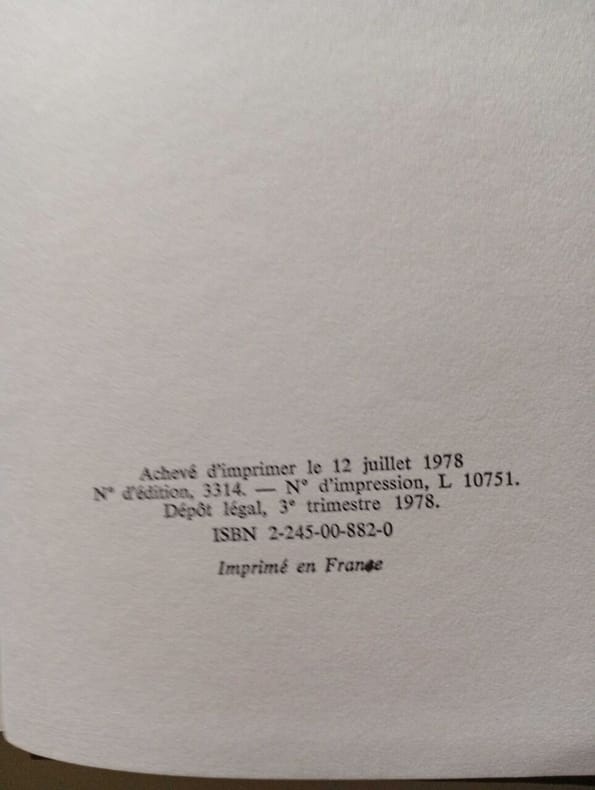 Achevé d'imprimer le 12 juillet 1978
N° d'édition, 3314. — N° d'impression, L 10751.
Dépôt légal, 3e trimestre 1978.
ISBN 2-245-00-882-0
Imprimé en France